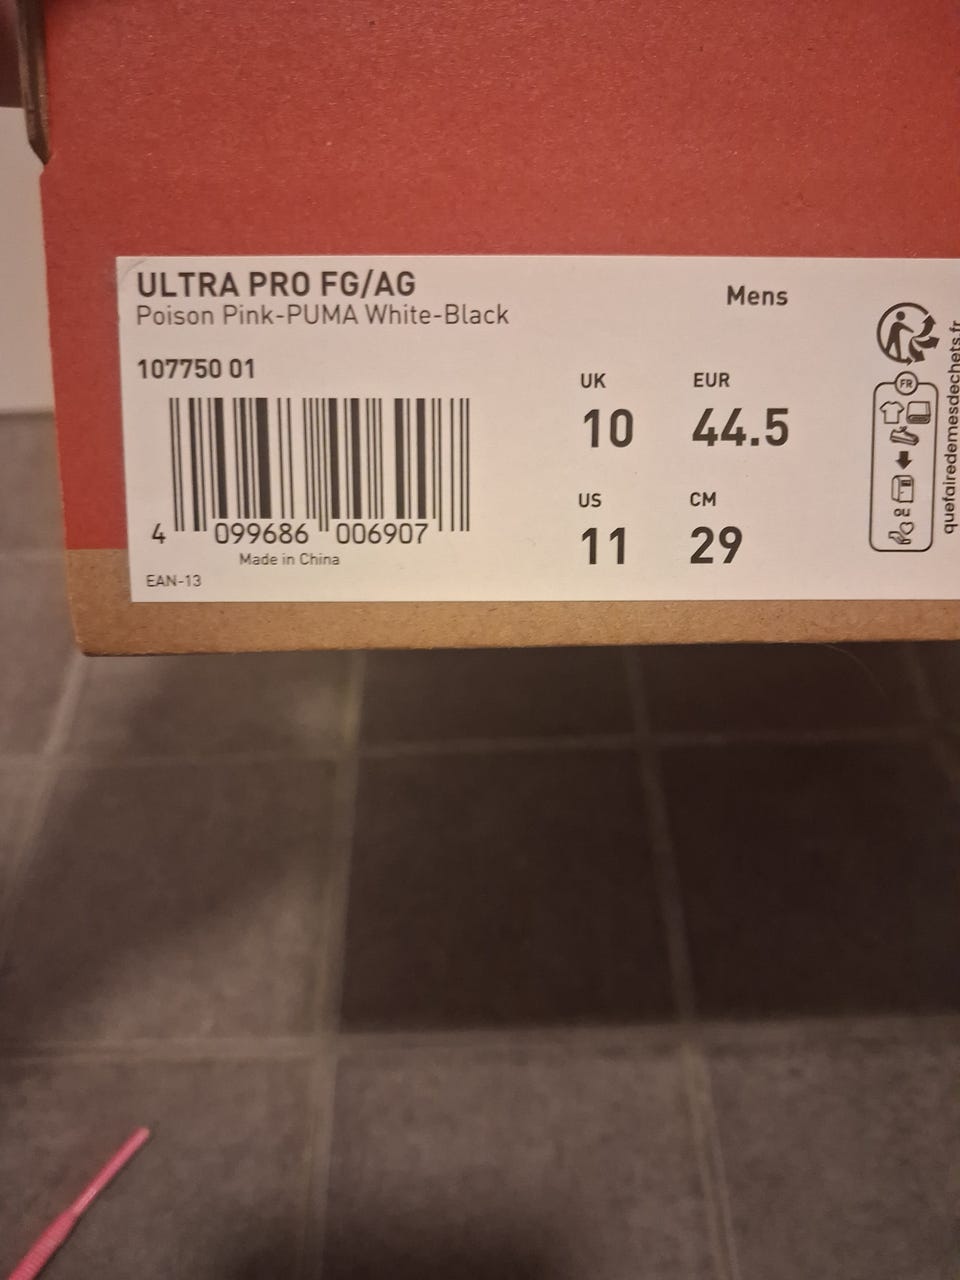 ULTRA PRO FG/AG
Poison Pink-PUMA White-Black
Mens
107750 01
UK EUR
10 44.5
US CM
11 29
4 099686 006907
Made in China
EAN-13
FR
ou
quefairedemesdechets.fr